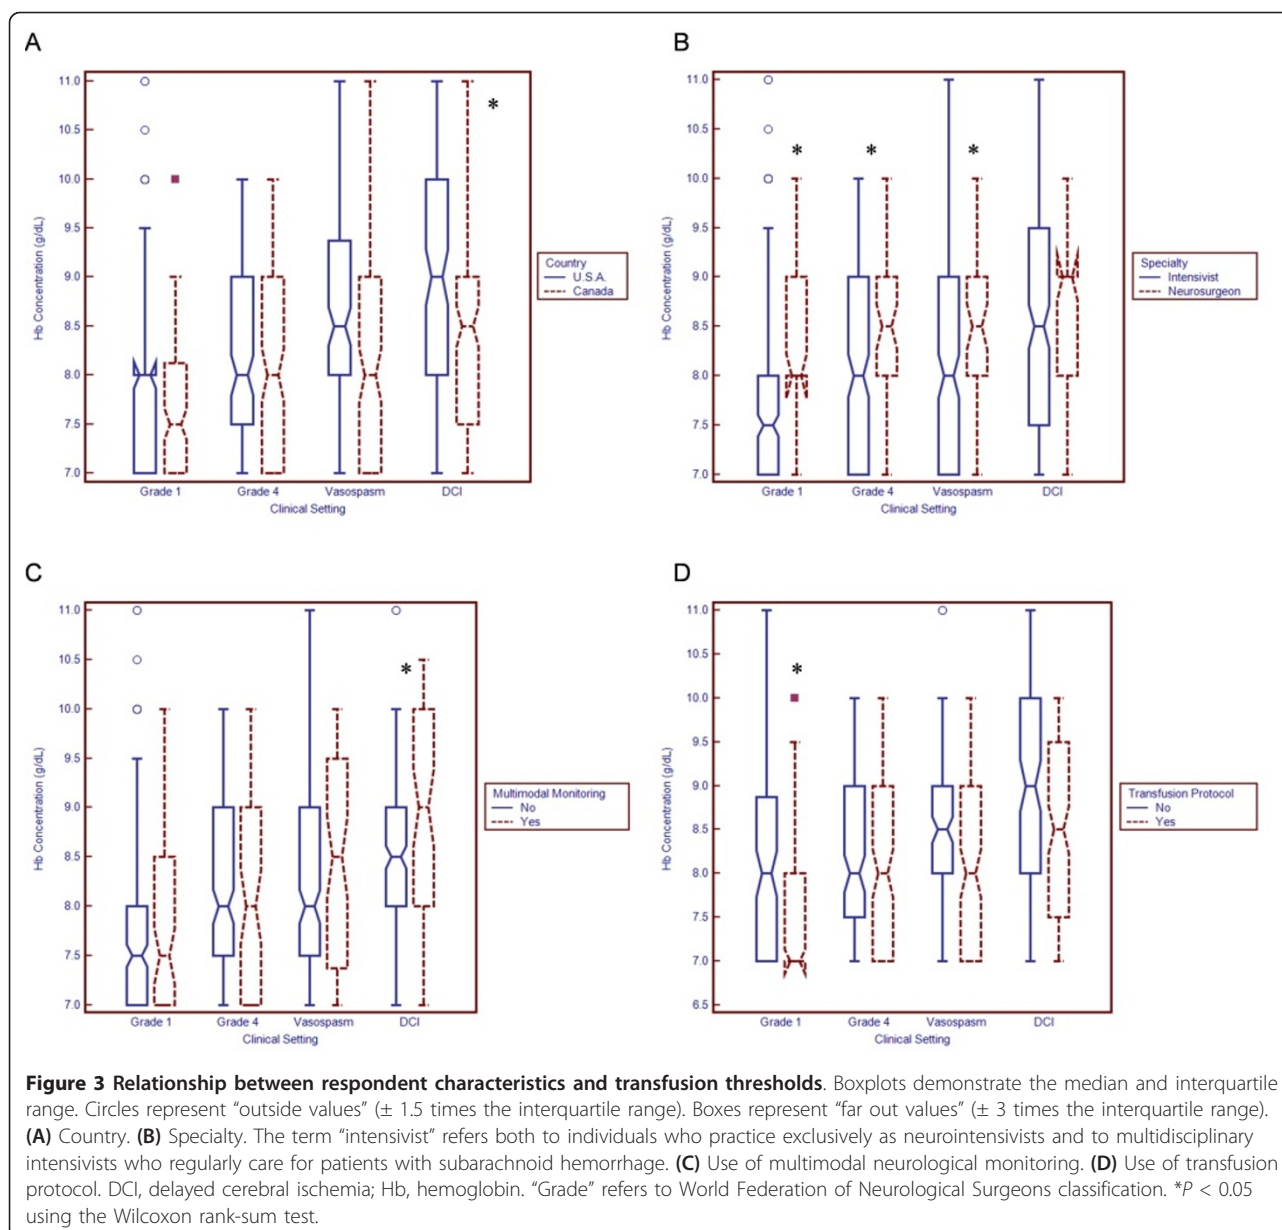 A
11.0
10.5
10.0
9.5
9.0
8.5
8.0
7.5
7.0
Hb Concentration (g/dL)
*
Grade 1 Grade 4 Vasospasm DCI
Clinical Setting
Country
U.S.A.
Canada
B
11.0
10.5
10.0
9.5
9.0
8.5
8.0
7.5
7.0
Hb Concentration (g/dL)
* * *
Grade 1 Grade 4 Vasospasm DCI
Clinical Setting
Specialty
Intensivist
Neurosurgeon
C
11.0
10.5
10.0
9.5
9.0
8.5
8.0
7.5
7.0
Hb Concentration (g/dL)
*
Grade 1 Grade 4 Vasospasm DCI
Clinical Setting
Multimodal Monitoring
No
Yes
D
11.0
10.5
10.0
9.5
9.0
8.5
8.0
7.5
7.0
6.5
Hb Concentration (g/dL)
*
Grade 1 Grade 4 Vasospasm DCI
Clinical Setting
Transfusion Protocol
No
Yes
Figure 3 Relationship between respondent characteristics and transfusion thresholds. Boxplots demonstrate the median and interquartile
range. Circles represent “outside values” (± 1.5 times the interquartile range). Boxes represent “far out values” (± 3 times the interquartile range).
(A) Country. (B) Specialty. The term “intensivist” refers both to individuals who practice exclusively as neurointensivists and to multidisciplinary
intensivists who regularly care for patients with subarachnoid hemorrhage. (C) Use of multimodal neurological monitoring. (D) Use of transfusion
protocol. DCI, delayed cerebral ischemia; Hb, hemoglobin. “Grade” refers to World Federation of Neurological Surgeons classification. *P < 0.05
using the Wilcoxon rank-sum test.